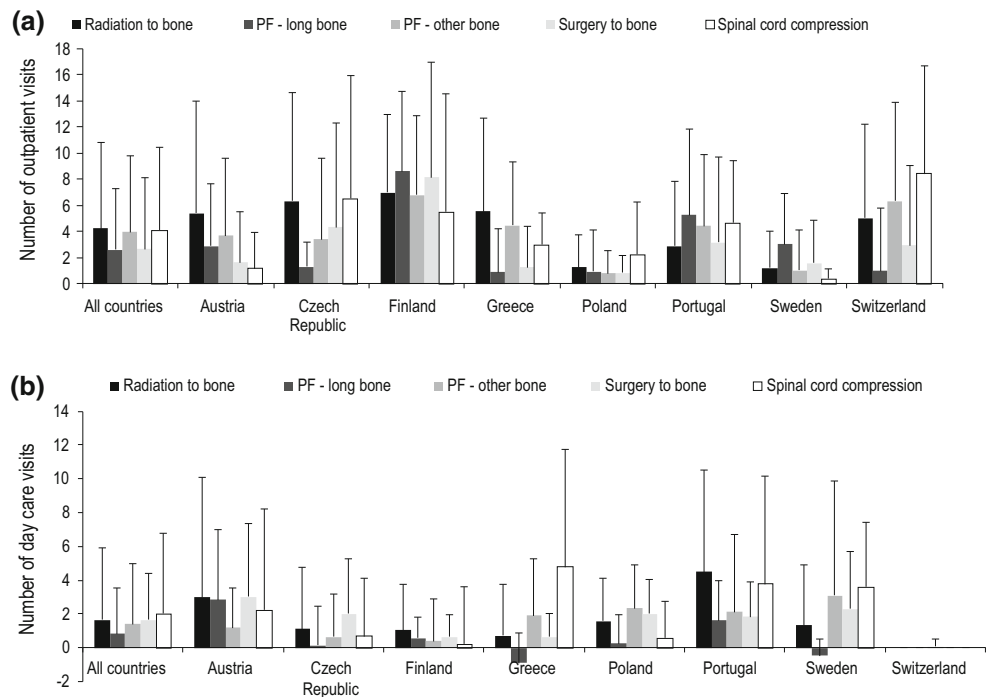 (a)
Radiation to bone PF - long bone PF - other bone Surgery to bone Spinal cord compression
Number of outpatient visits
18
16
14
12
10
8
6
4
2
0
All countries Austria Czech Republic Finland Greece Poland Portugal Sweden Switzerland
(b)
Radiation to bone PF - long bone PF - other bone Surgery to bone Spinal cord compression
Number of day care visits
14
12
10
8
6
4
2
0
-2
All countries Austria Czech Republic Finland Greece Poland Portugal Sweden Switzerland